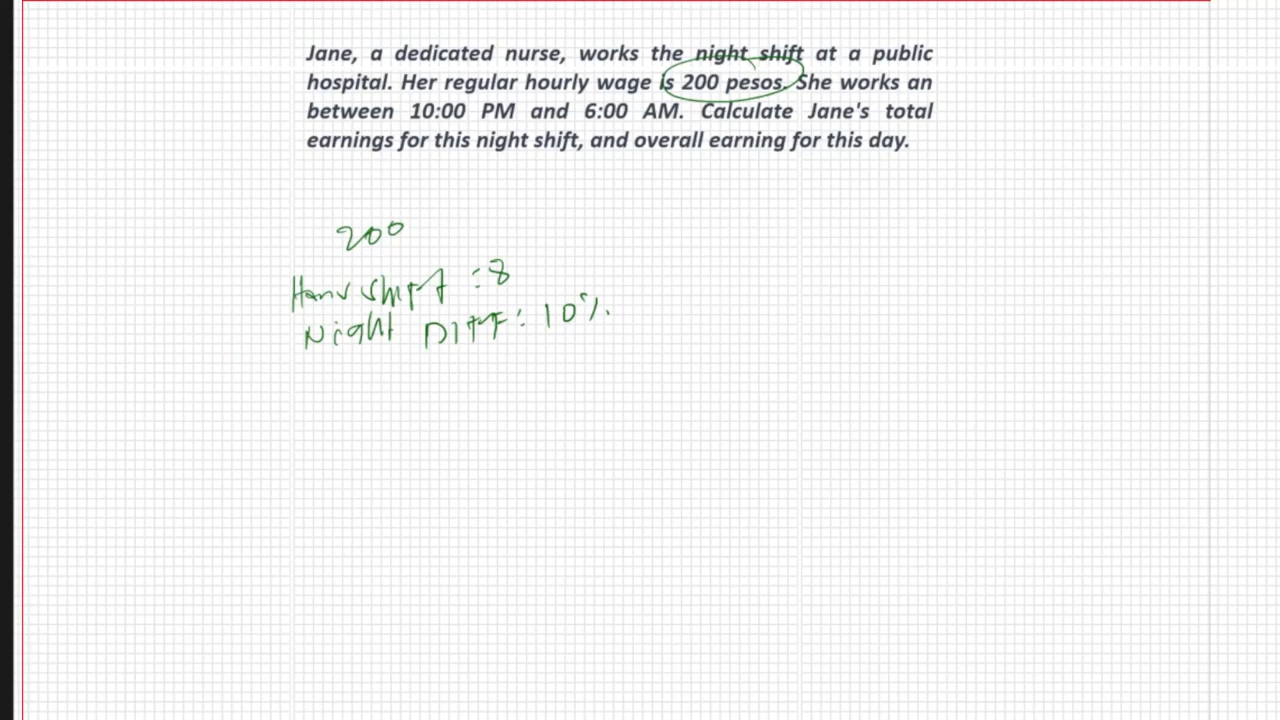 Jane, a dedicated nurse, works the night shift at a public
hospital. Her regular hourly wage is 200 pesos. She works an
between 10:00 PM and 6:00 AM. Calculate Jane's total
earnings for this night shift, and overall earning for this day.
200
Hour shift : 8
Night Diff : 10%